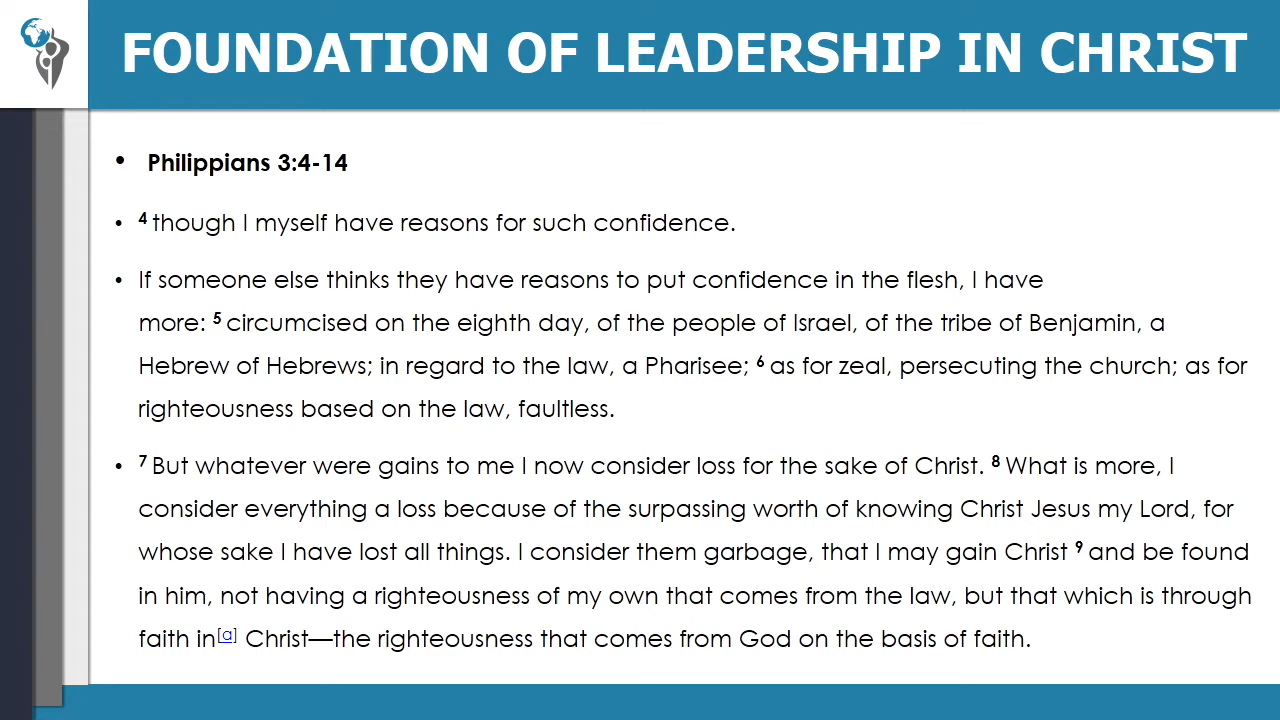 FOUNDATION OF LEADERSHIP IN CHRIST
• Philippians 3:4-14
• 4 though I myself have reasons for such confidence.
• If someone else thinks they have reasons to put confidence in the flesh, I have
more: 5 circumcised on the eighth day, of the people of Israel, of the tribe of Benjamin, a
Hebrew of Hebrews; in regard to the law, a Pharisee; 6 as for zeal, persecuting the church; as for
righteousness based on the law, faultless.
• 7 But whatever were gains to me I now consider loss for the sake of Christ. 8 What is more, I
consider everything a loss because of the surpassing worth of knowing Christ Jesus my Lord, for
whose sake I have lost all things. I consider them garbage, that I may gain Christ 9 and be found
in him, not having a righteousness of my own that comes from the law, but that which is through
faith in[a] Christ—the righteousness that comes from God on the basis of faith.